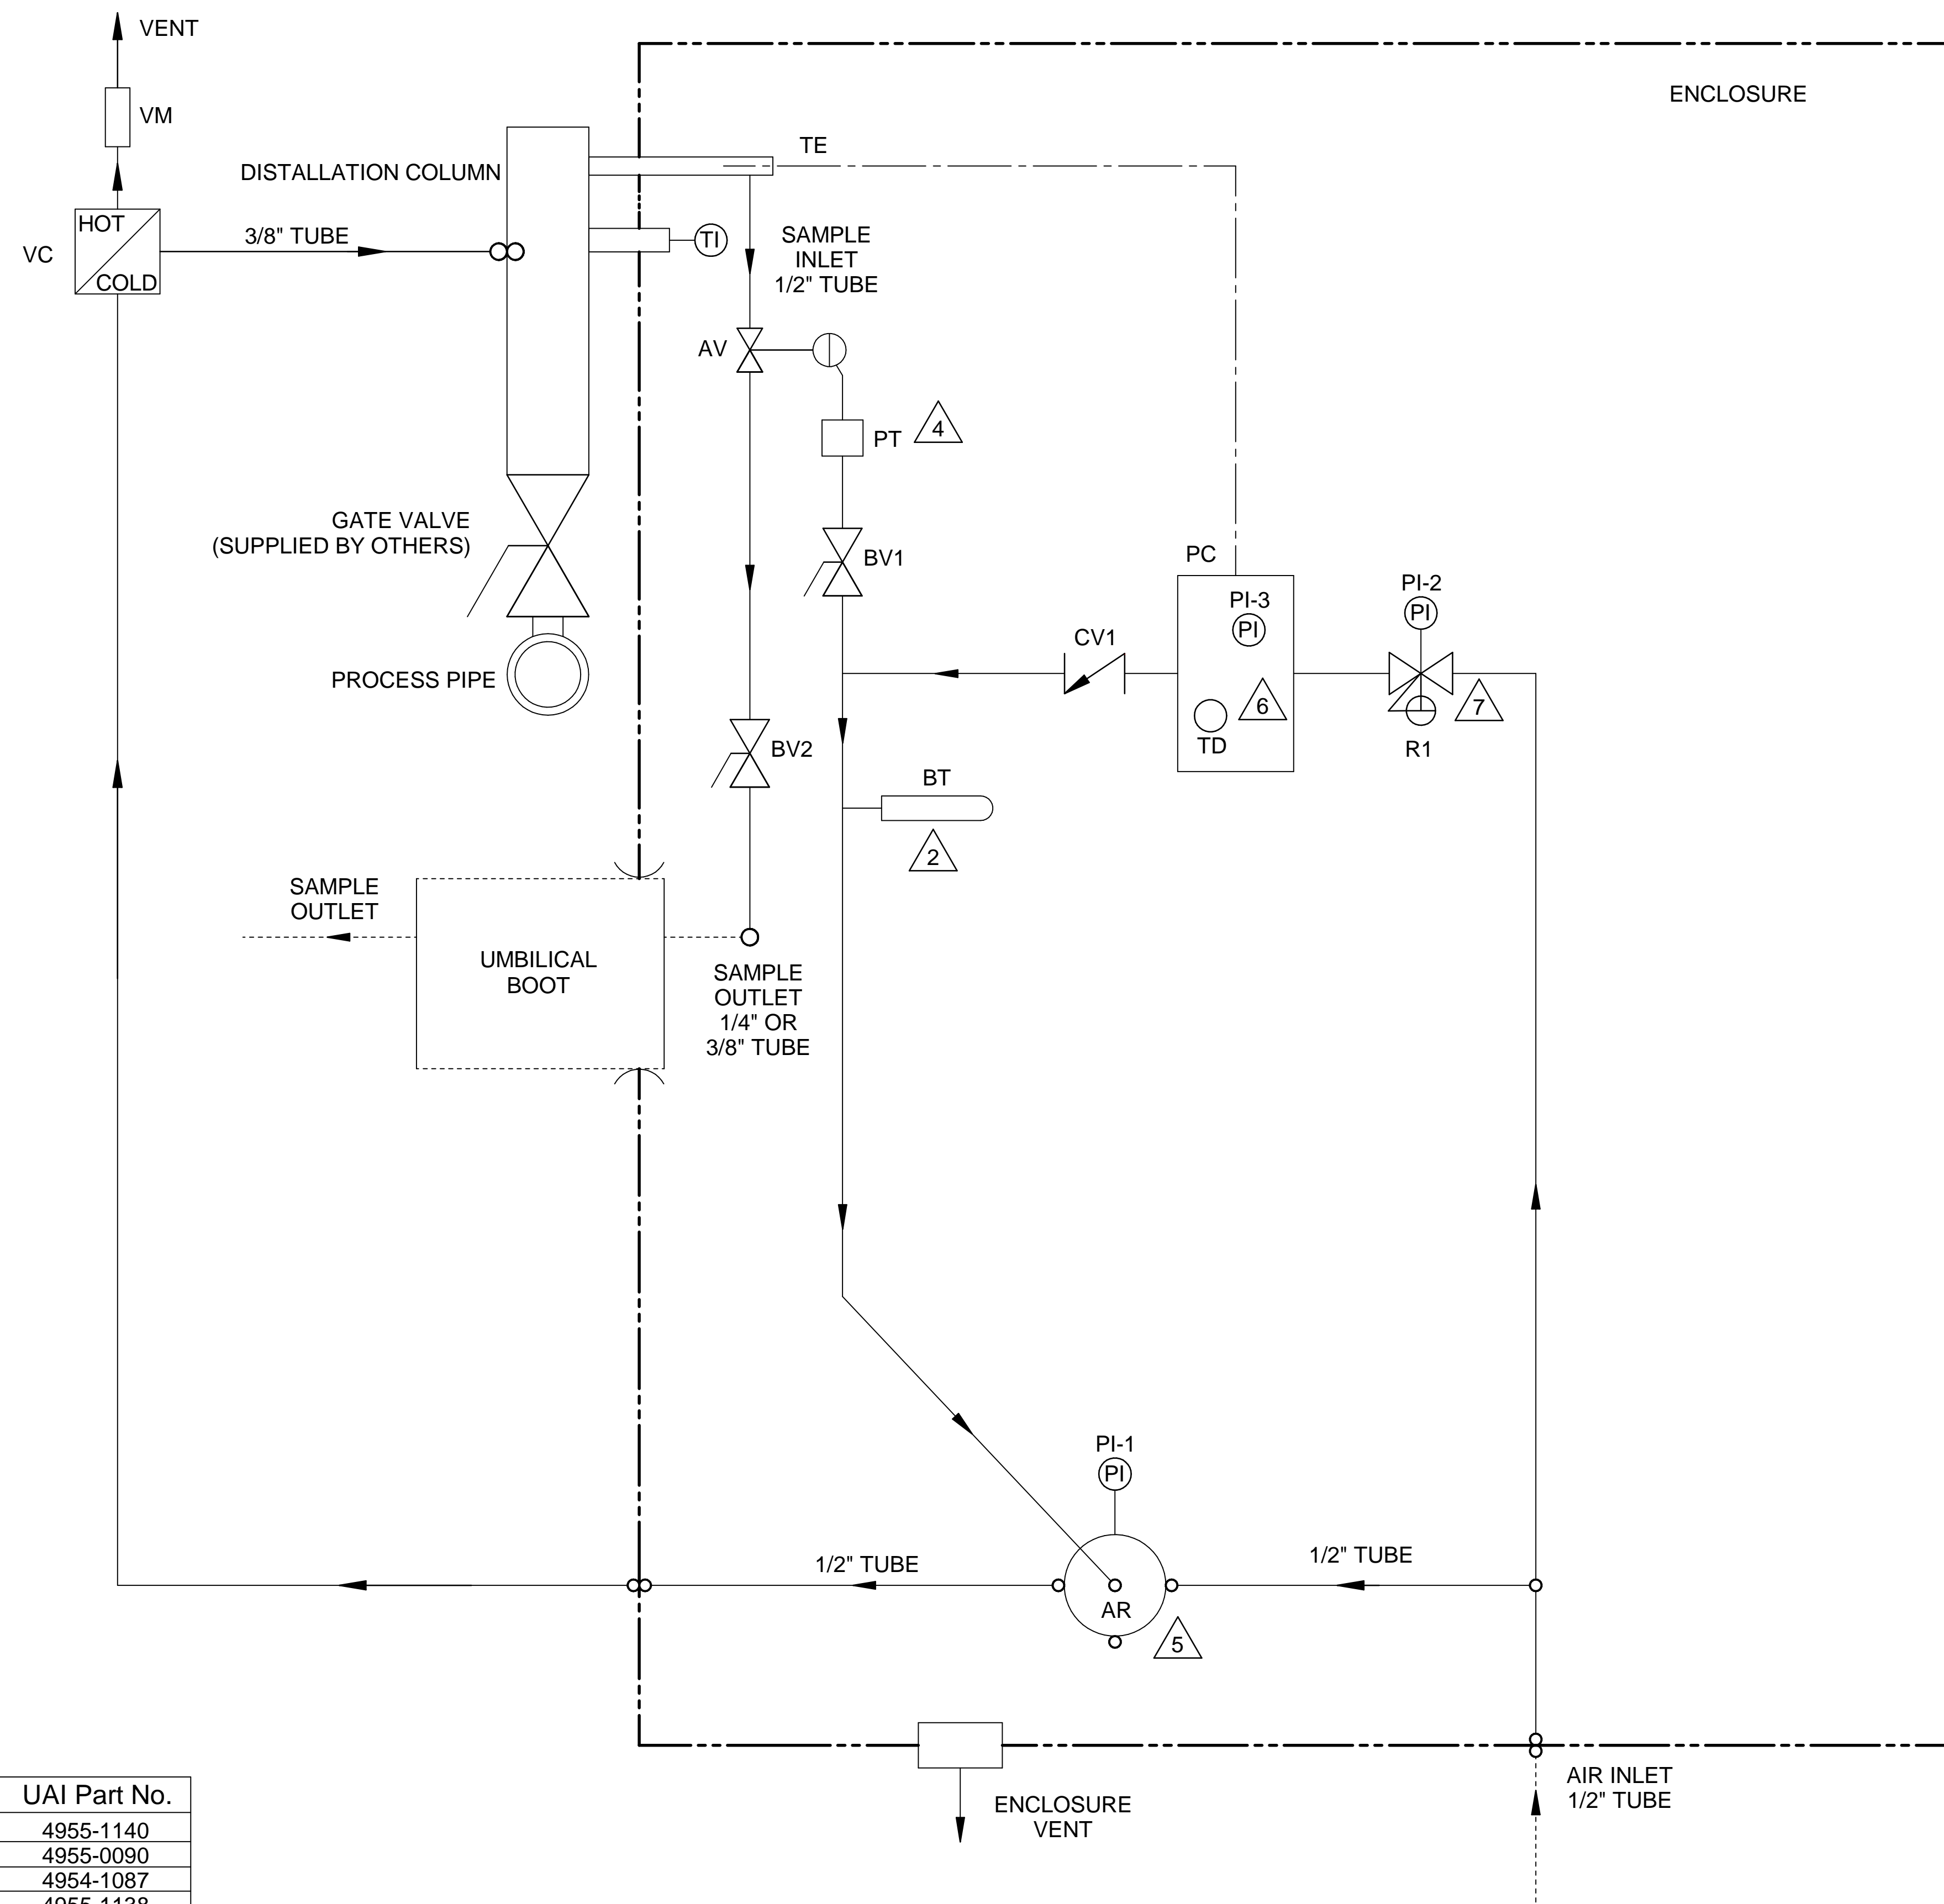 VENT
ENCLOSURE
VM
TE
DISTALLATION COLUMN
HOT
VC
COLD
3/8" TUBE
TI
SAMPLE
INLET
1/2" TUBE
AV
PT
4
GATE VALVE
(SUPPLIED BY OTHERS)
BV1
PC
PI-3
PI
PI-2
PI
CV1
PROCESS PIPE
6
7
TD
R1
BV2
BT
2
SAMPLE
OUTLET
UMBILICAL
BOOT
SAMPLE
OUTLET
1/4" OR
3/8" TUBE
PI-1
PI
1/2" TUBE
1/2" TUBE
AR
5
AIR INLET
1/2" TUBE
ENCLOSURE
VENT
UAI Part No.
4955-1140
4955-0090
4954-1087
4955-1138